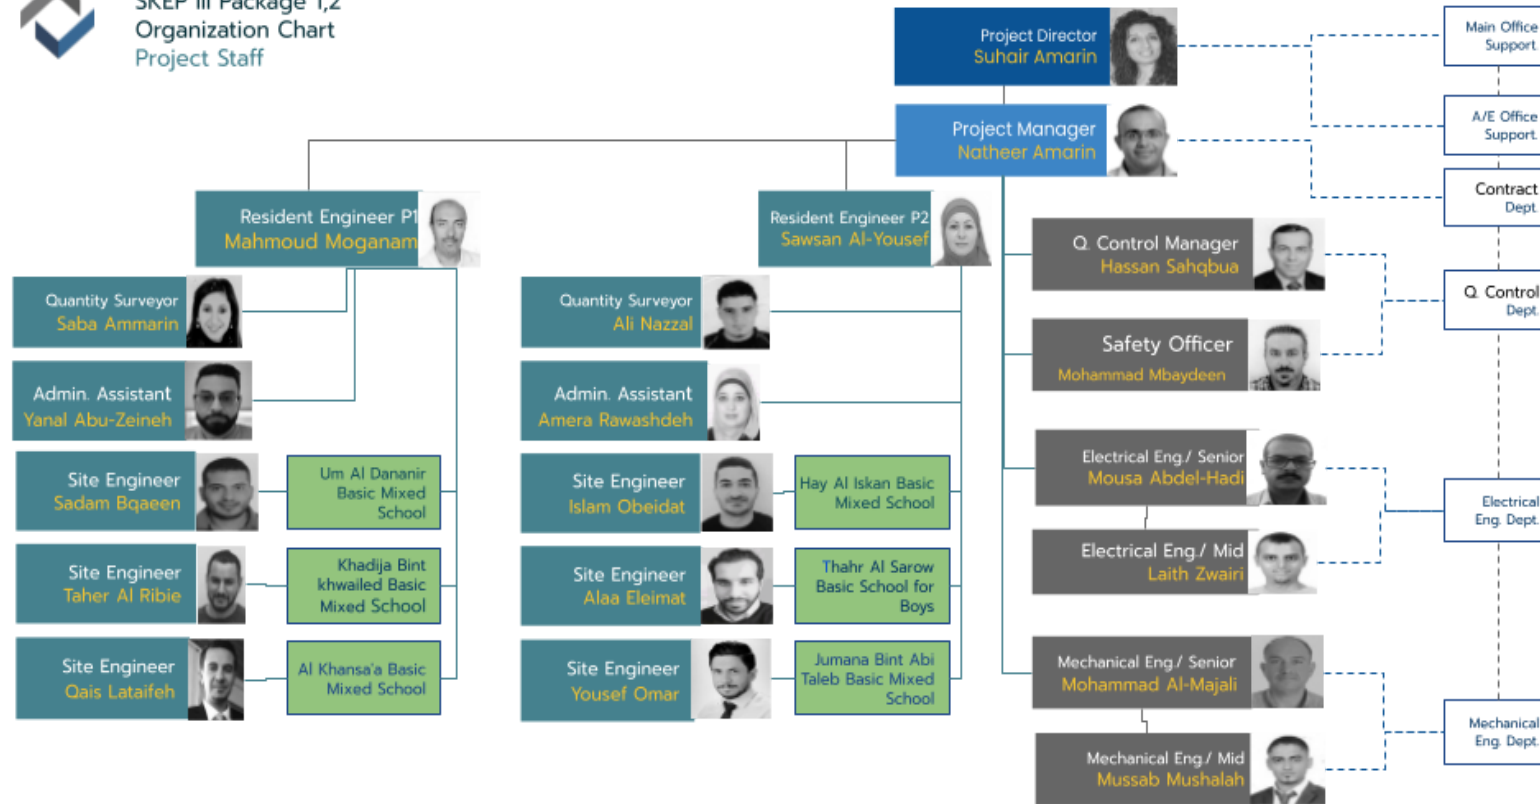 SKEP III Package 1,2
Organization Chart
Project Staff
Project Director
Suhair Amarin
Main Office
Support.
A/E Office
Support.
Project Manager
Natheer Amarin
Contract
Dept.
Resident Engineer P1
Mahmoud Moganam
Resident Engineer P2
Sawsan Al-Yousef
Quantity Surveyor
Saba Ammarin
Admin. Assistant
Yanal Abu-Zeineh
Site Engineer
Sadam Bqaeen
Um Al Dananir
Basic Mixed
School
Site Engineer
Taher Al Ribie
Khadija Bint
khwailed Basic
Mixed School
Site Engineer
Qais Lataifeh
Al Khansa'a Basic
Mixed School
Quantity Surveyor
Ali Nazzal
Admin. Assistant
Amera Rawashdeh
Site Engineer
Islam Obeidat
Hay Al Iskan Basic
Mixed School
Site Engineer
Alaa Eleimat
Thahr Al Sarow
Basic School for
Boys
Site Engineer
Yousef Omar
Jumana Bint Abi
Taleb Basic Mixed
School
Q. Control Manager
Hassan Sahqbua
Q. Control
Dept.
Safety Officer
Mohammad Mbaydeen
Electrical Eng./ Senior
Mousa Abdel-Hadi
Electrical Eng./ Mid
Laith Zwairi
Electrical
Eng. Dept.
Mechanical Eng./ Senior
Mohammad Al-Majali
Mechanical Eng./ Mid
Mussab Mushalah
Mechanical
Eng. Dept.